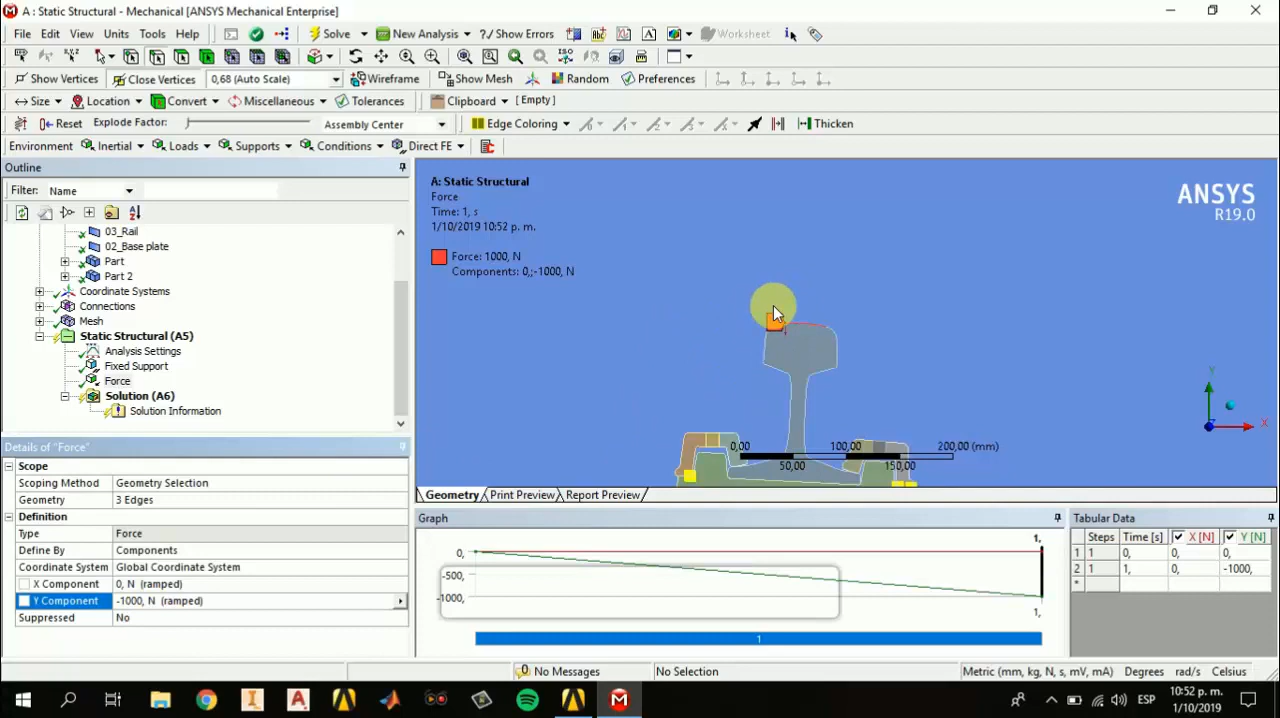 A : Static Structural - Mechanical [ANSYS Mechanical Enterprise]
File Edit View Units Tools Help Solve New Analysis ?/ Show Errors Worksheet
Show Vertices Close Vertices 0,68 (Auto Scale) Wireframe Show Mesh Random Preferences
Size Location Convert Miscellaneous Tolerances Clipboard [ Empty ]
Reset Explode Factor: Assembly Center Edge Coloring Thicken
Environment Inertial Loads Supports Conditions Direct FE
Outline
Filter: Name
03_Rail
02_Base plate
Part
Part 2
Coordinate Systems
Connections
Mesh
Static Structural (A5)
Analysis Settings
Fixed Support
Force
Solution (A6)
Solution Information
Details of "Force"
Scope
Scoping Method Geometry Selection
Geometry 3 Edges
Definition
Type Force
Define By Components
Coordinate System Global Coordinate System
X Component 0, N (ramped)
Y Component -1000, N (ramped)
Suppressed No
A: Static Structural
Force
Time: 1, s
1/10/2019 10:52 p. m.
Force: 1000, N
Components: 0,;-1000, N
ANSYS
R19.0
Y
X
0,00 100,00 200,00 (mm)
50,00 150,00
Geometry Print Preview Report Preview
Graph
1,
0,
-500,
-1000,
1,
1
Tabular Data
Steps Time [s] X [N] Y [N]
1 1 0, 0, 0,
2 1 1, 0, -1000,
*
0 No Messages No Selection Metric (mm, kg, N, s, mV, mA) Degrees rad/s Celsius
ESP
10:52 p. m.
1/10/2019